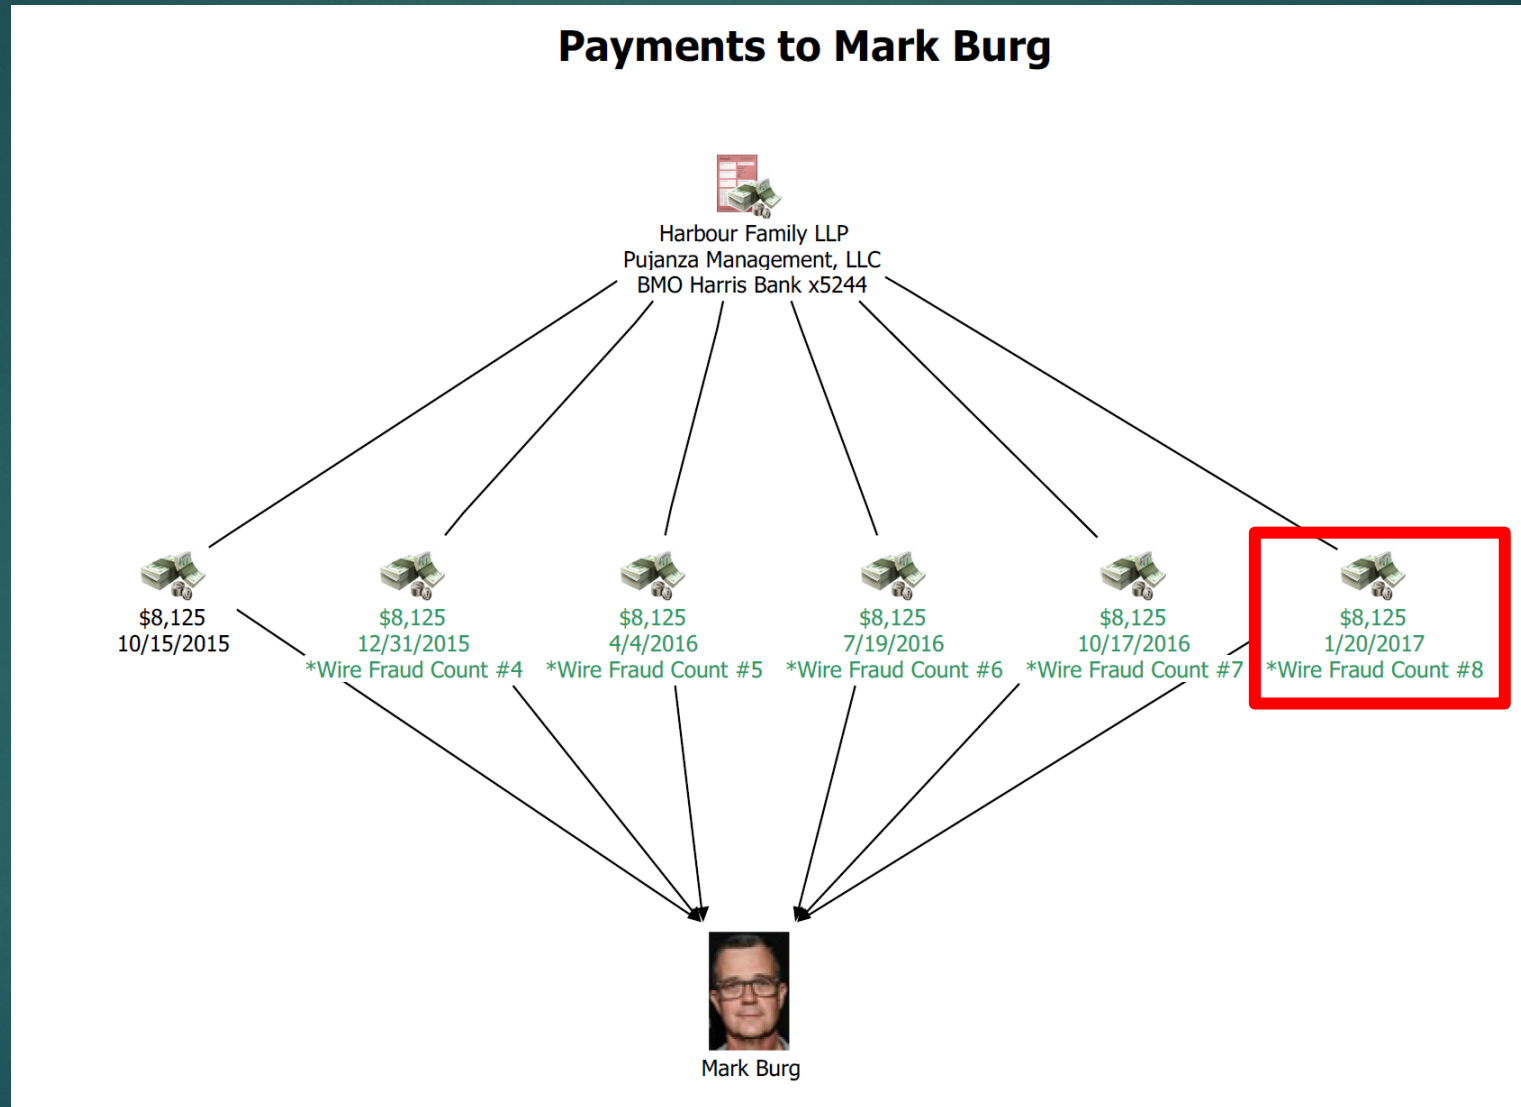 Payments to Mark Burg
Harbour Family LLP
Pujanza Management, LLC
BMO Harris Bank x5244
$8,125
10/15/2015
$8,125
12/31/2015
*Wire Fraud Count #4
$8,125
4/4/2016
*Wire Fraud Count #5
$8,125
7/19/2016
*Wire Fraud Count #6
$8,125
10/17/2016
*Wire Fraud Count #7
$8,125
1/20/2017
*Wire Fraud Count #8
Mark Burg